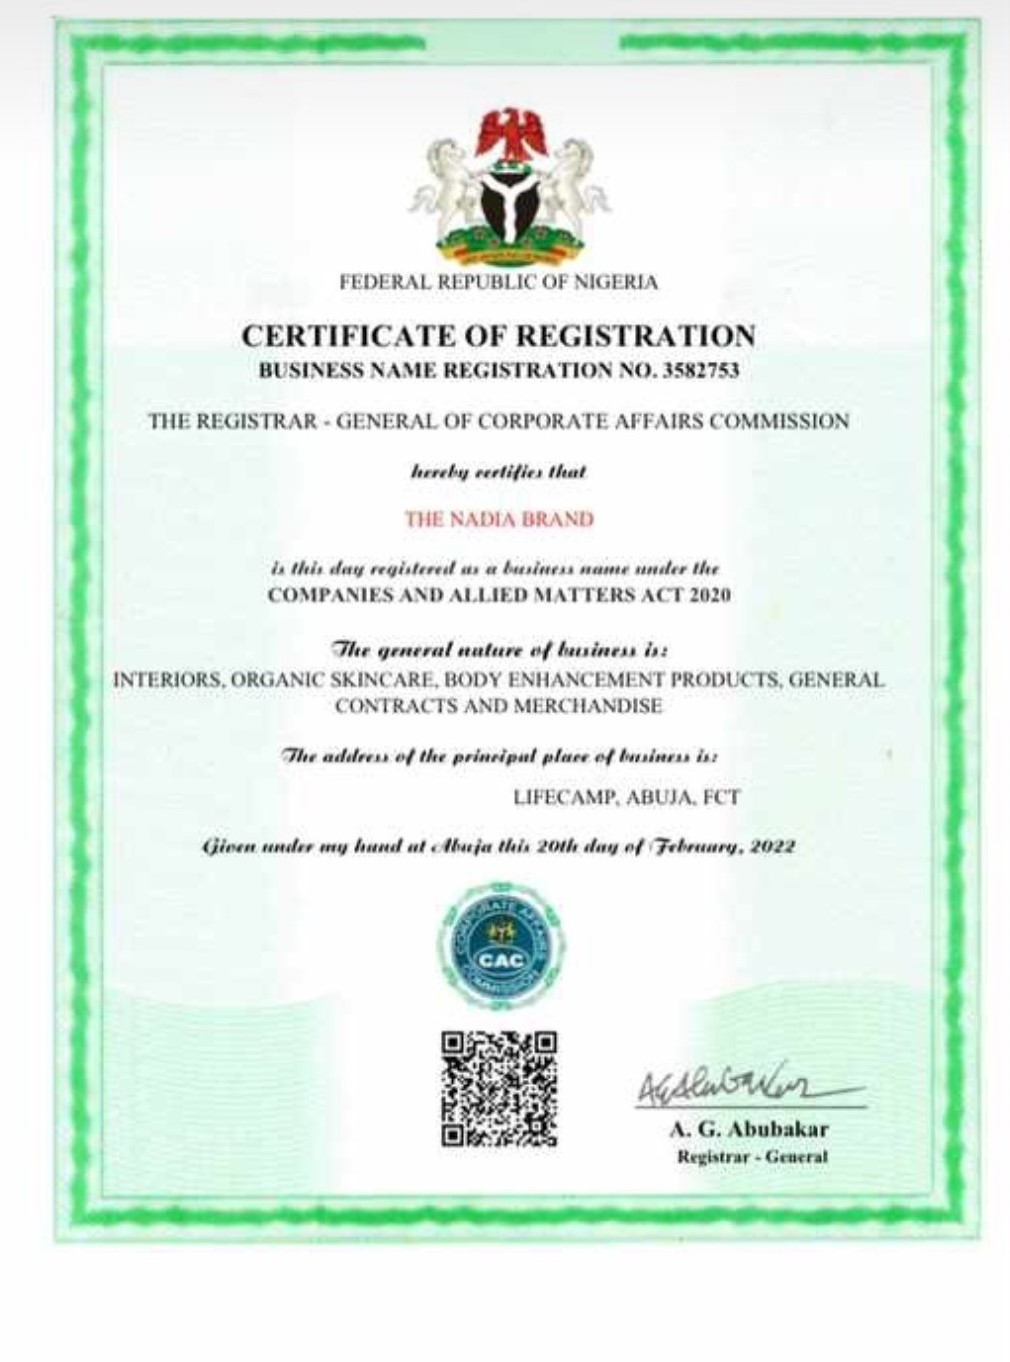 FEDERAL REPUBLIC OF NIGERIA
CERTIFICATE OF REGISTRATION
BUSINESS NAME REGISTRATION NO. 3582753
THE REGISTRAR - GENERAL OF CORPORATE AFFAIRS COMMISSION
hereby certifies that
THE NADIA BRAND
is this day registered as a business name under the
COMPANIES AND ALLIED MATTERS ACT 2020
The general nature of business is:
INTERIORS, ORGANIC SKINCARE, BODY ENHANCEMENT PRODUCTS, GENERAL
CONTRACTS AND MERCHANDISE
The address of the principal place of business is:
LIFECAMP, ABUJA, FCT
Given under my hand at Abuja this 20th day of February, 2022
CORPORATE AFFAIRS
CAC
COMMISSION
A. G. Abubakar
Registrar - General